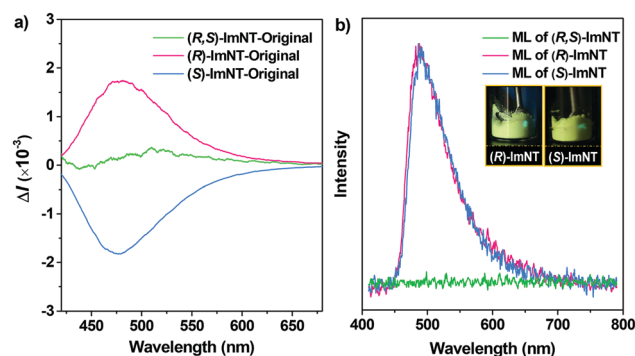 a)
(R,S)-ImNT-Original
(R)-ImNT-Original
(S)-ImNT-Original
3
2
1
0
-1
-2
-3
ΔI (×10-3)
450 500 550 600 650
Wavelength (nm)
b)
ML of (R,S)-ImNT
ML of (R)-ImNT
ML of (S)-ImNT
(R)-ImNT (S)-ImNT
Intensity
400 500 600 700 800
Wavelength (nm)